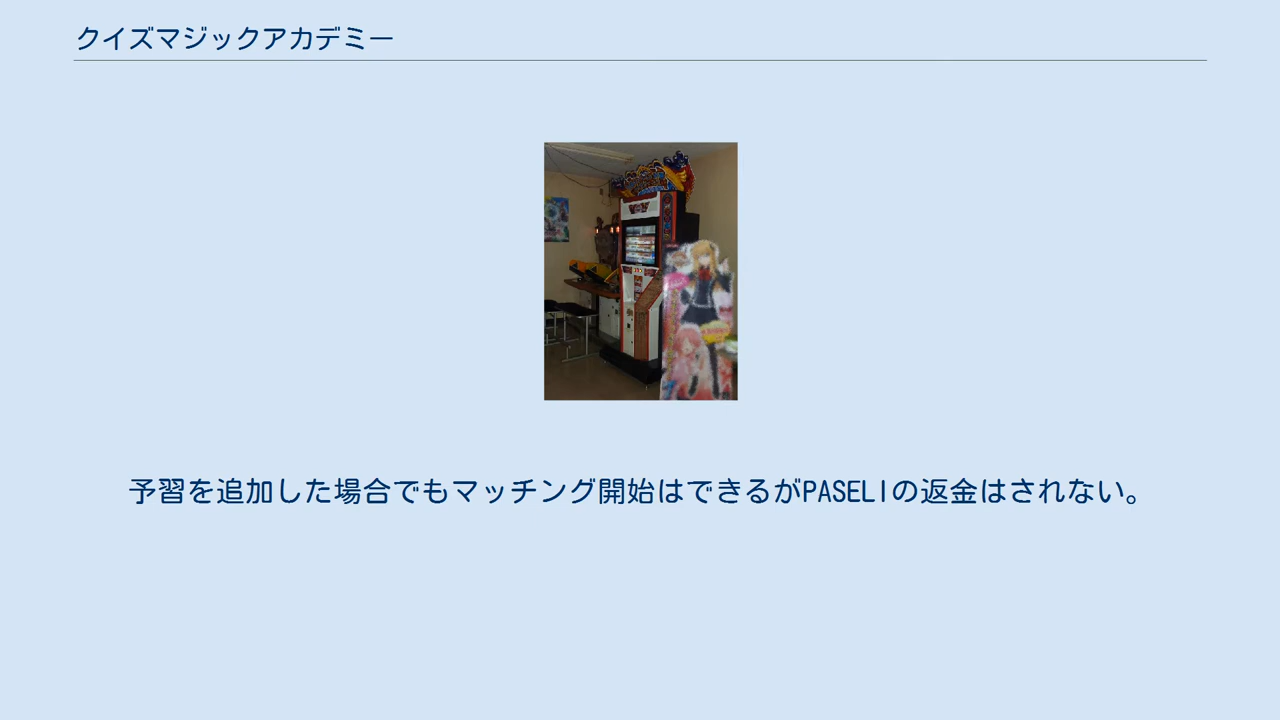 クイズマジックアカデミー
予習を追加した場合でもマッチング開始はできるがPASELIの返金はされない。